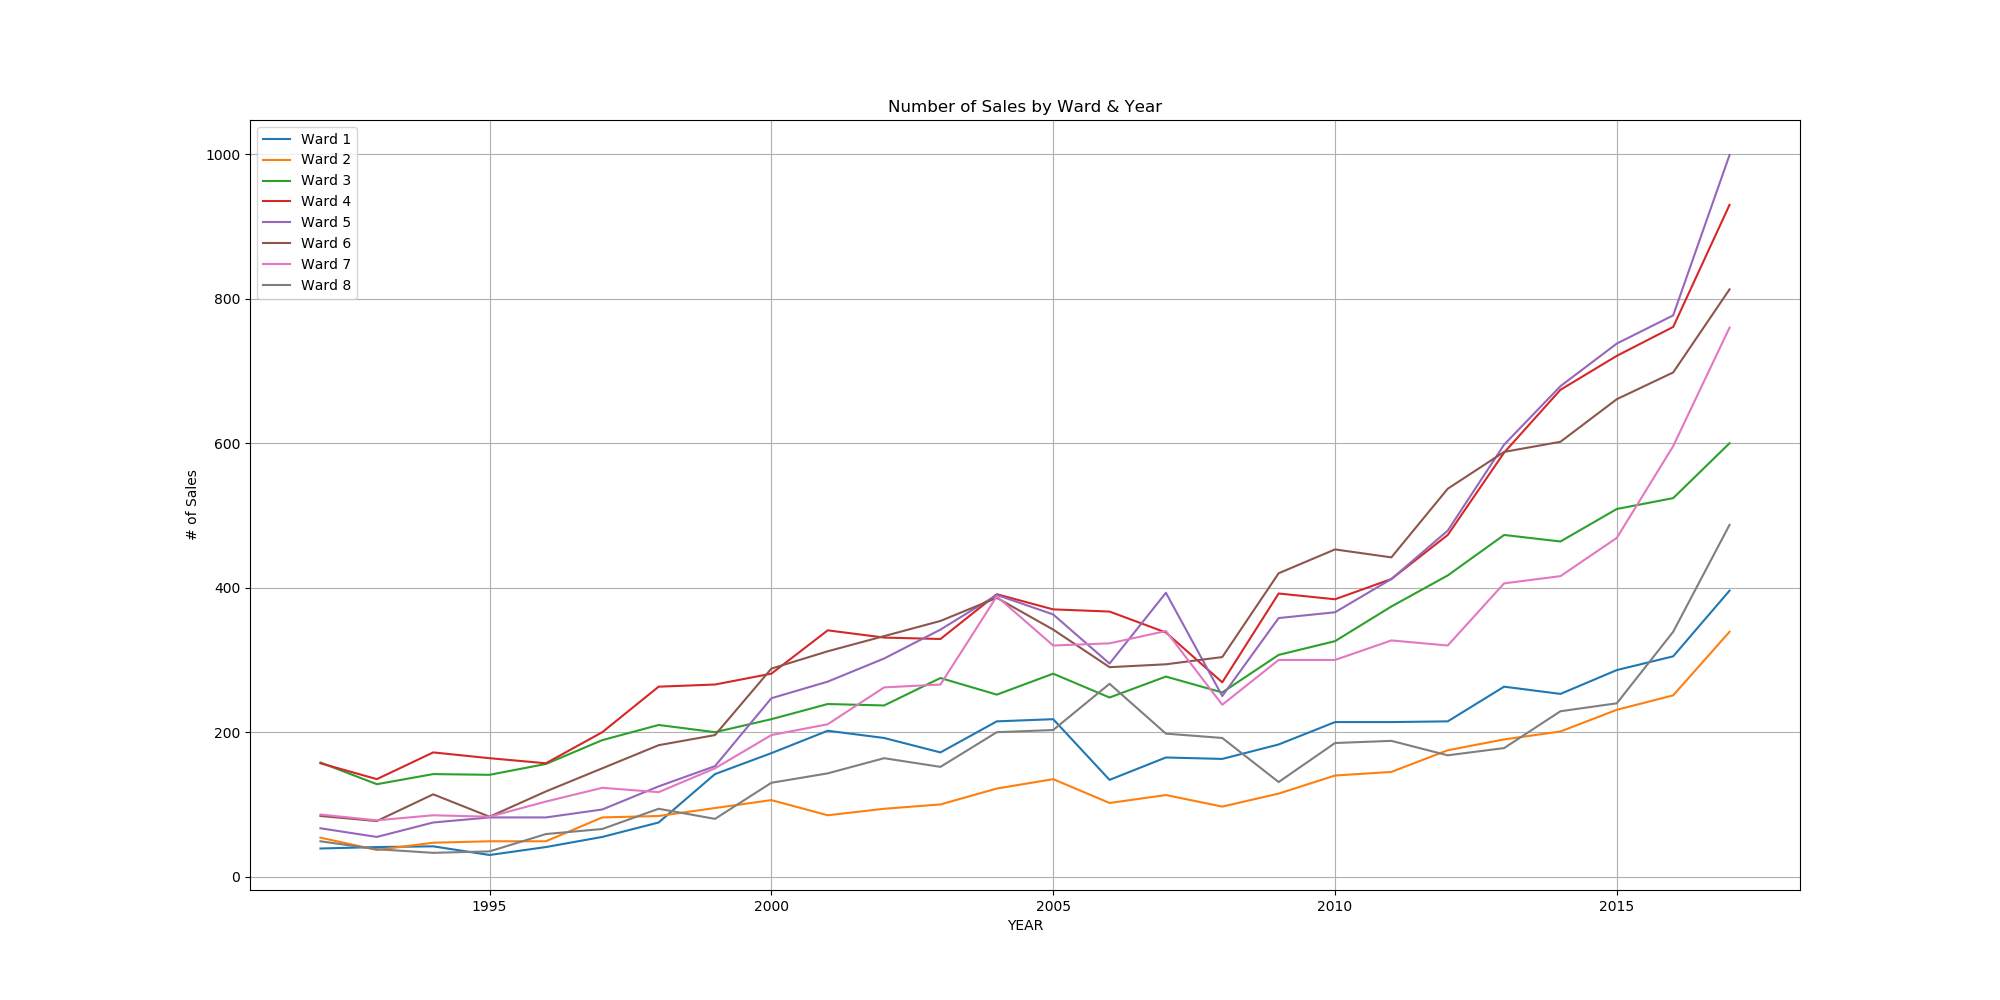 Number of Sales by Ward & Year
Ward 1
Ward 2
Ward 3
Ward 4
Ward 5
Ward 6
Ward 7
Ward 8
1000
800
600
400
200
0
# of Sales
1995
2000
2005
2010
2015
YEAR